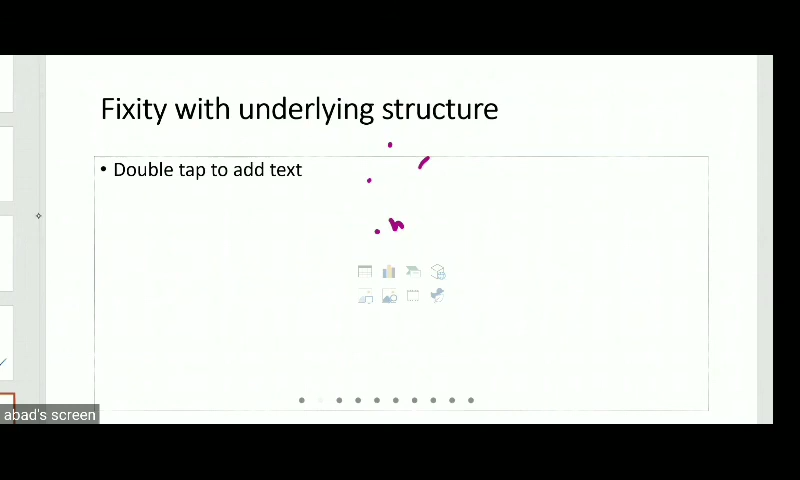 Fixity with underlying structure
• Double tap to add text
abad's screen